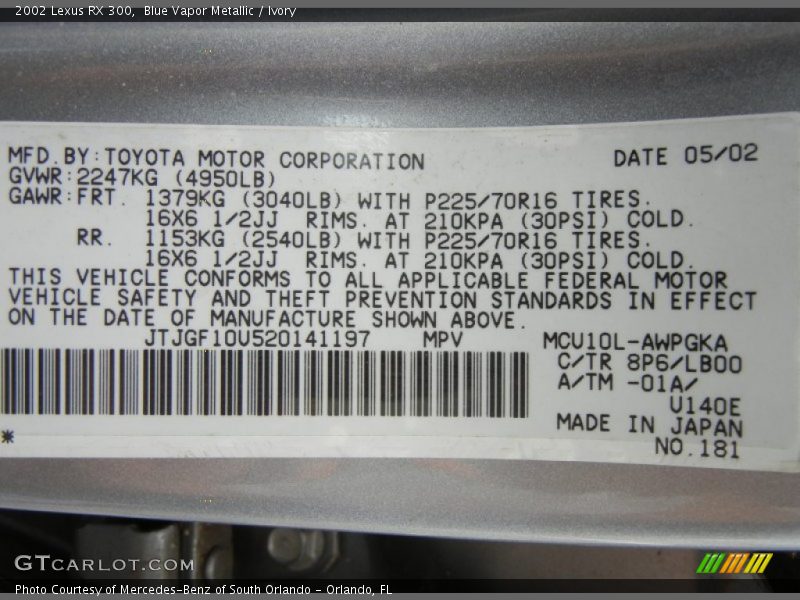 2002 Lexus RX 300,  Blue Vapor Metallic / Ivory
MFD.BY:TOYOTA MOTOR CORPORATION DATE 05/02
GVWR:2247KG (4950LB)
GAWR:FRT. 1379KG (3040LB) WITH P225/70R16 TIRES.
16X6 1/2JJ RIMS. AT 210KPA (30PSI) COLD.
RR. 1153KG (2540LB) WITH P225/70R16 TIRES.
16X6 1/2JJ RIMS. AT 210KPA (30PSI) COLD.
THIS VEHICLE CONFORMS TO ALL APPLICABLE FEDERAL MOTOR
VEHICLE SAFETY AND THEFT PREVENTION STANDARDS IN EFFECT
ON THE DATE OF MANUFACTURE SHOWN ABOVE.
JTJGF10U520141197 MPV MCU10L-AWPGKA
C/TR 8P6/LB00
A/TM -01A/
U140E
MADE IN JAPAN
* NO.181
GTCARLOT.COM
Photo Courtesy of Mercedes-Benz of South Orlando - Orlando, FL